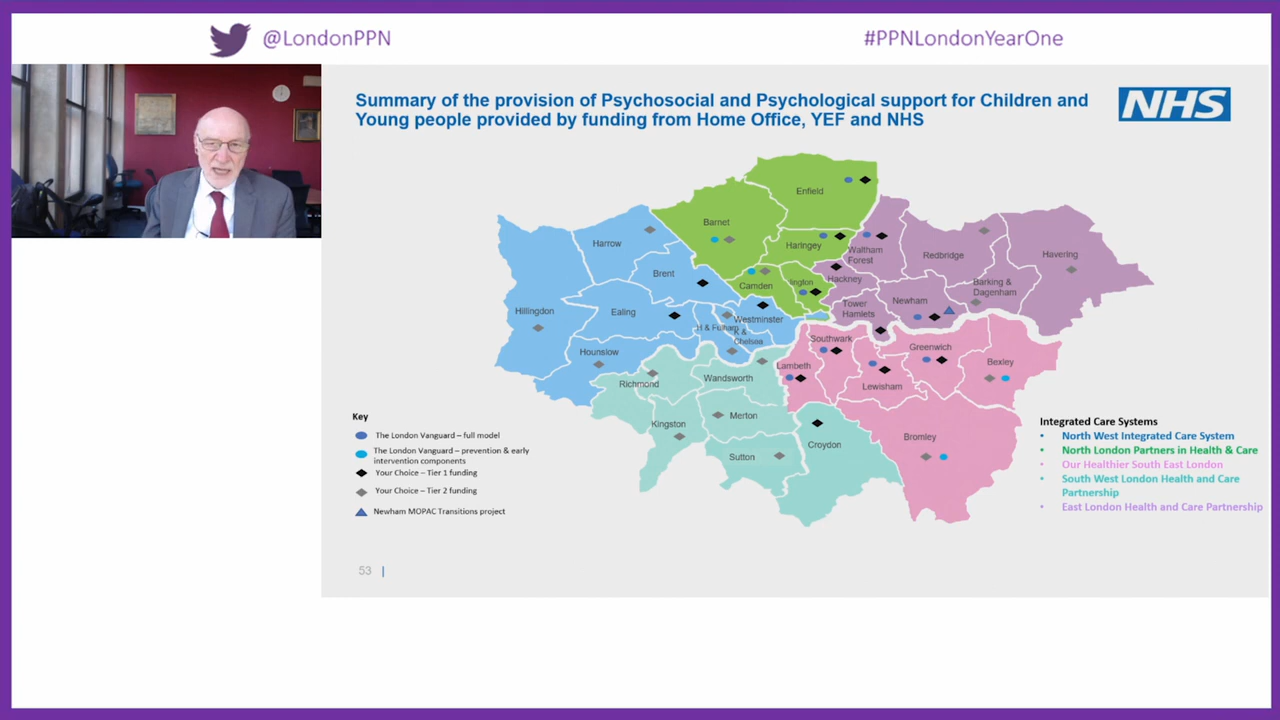 @LondonPPN
#PPNLondonYearOne
Summary of the provision of Psychosocial and Psychological support for Children and
Young people provided by funding from Home Office, YEF and NHS
NHS
Enfield
Barnet
Harrow
Haringey
Waltham
Forest
Redbridge
Havering
Brent
Camden
Islington
Hackney
Barking &
Dagenham
Hillingdon
Ealing
Westminster
Tower
Hamlets
Newham
H & Fulham
K &
Chelsea
Hounslow
Southwark
Greenwich
Bexley
Richmond
Wandsworth
Lambeth
Lewisham
Kingston
Merton
Croydon
Bromley
Sutton
Key
The London Vanguard – full model
The London Vanguard – prevention & early
intervention components
Your Choice – Tier 1 funding
Your Choice – Tier 2 funding
Newham MOPAC Transitions project
Integrated Care Systems
• North West Integrated Care System
• North London Partners in Health & Care
• Our Healthier South East London
• South West London Health and Care
Partnership
• East London Health and Care Partnership
53 |